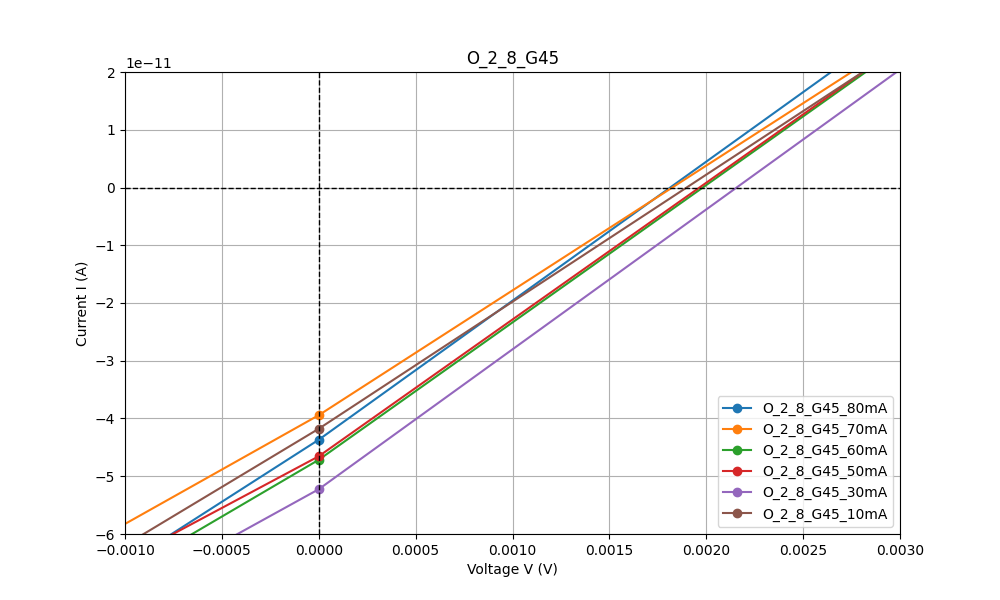 O_2_8_G45
1e−11
2
1
0
−1
−2
−3
−4
−5
−6
Current I (A)
−0.0010
−0.0005
0.0000
0.0005
0.0010
0.0015
0.0020
0.0025
0.0030
Voltage V (V)
O_2_8_G45_80mA
O_2_8_G45_70mA
O_2_8_G45_60mA
O_2_8_G45_50mA
O_2_8_G45_30mA
O_2_8_G45_10mA